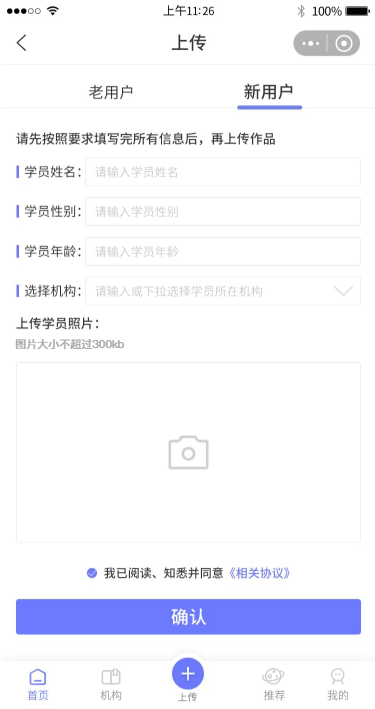 上午11:26
100%
上传
老用户
新用户
请先按照要求填写完所有信息后，再上传作品
学员姓名：
请输入学员姓名
学员性别：
请输入学员性别
学员年龄：
请输入学员年龄
选择机构：
请输入或下拉选择学员所在机构
上传学员照片：
图片大小不超过300kb
我已阅读、知悉并同意《相关协议》
确认
首页
机构
上传
推荐
我的